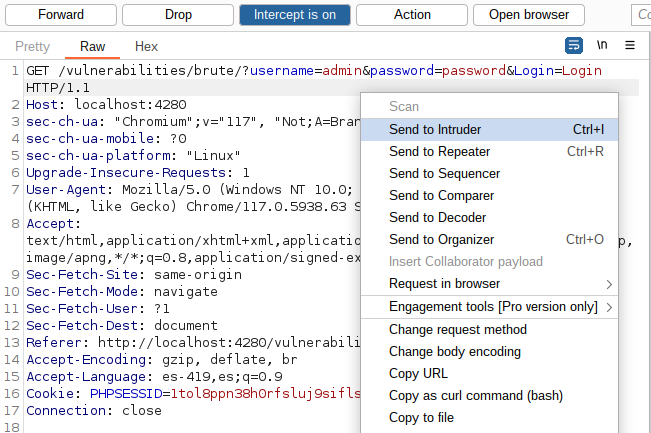 Forward Drop Intercept is on Action Open browser Co
Pretty Raw Hex \n
1 GET /vulnerabilities/brute/?username=admin&password=password&Login=Login
HTTP/1.1
2 Host: localhost:4280
3 sec-ch-ua: "Chromium";v="117", "Not;A=Bran
4 sec-ch-ua-mobile: ?0
5 sec-ch-ua-platform: "Linux"
6 Upgrade-Insecure-Requests: 1
7 User-Agent: Mozilla/5.0 (Windows NT 10.0;
(KHTML, like Gecko) Chrome/117.0.5938.63 S
8 Accept:
text/html,application/xhtml+xml,applicatio p,
image/apng,*/*;q=0.8,application/signed-ex
9 Sec-Fetch-Site: same-origin
10 Sec-Fetch-Mode: navigate
11 Sec-Fetch-User: ?1
12 Sec-Fetch-Dest: document
13 Referer: http://localhost:4280/vulnerabili
14 Accept-Encoding: gzip, deflate, br
15 Accept-Language: es-419,es;q=0.9
16 Cookie: PHPSESSID=1tol8ppn38h0rfsluj9sifls
17 Connection: close
18
Scan
Send to Intruder Ctrl+I
Send to Repeater Ctrl+R
Send to Sequencer
Send to Comparer
Send to Decoder
Send to Organizer Ctrl+O
Insert Collaborator payload
Request in browser
Engagement tools [Pro version only]
Change request method
Change body encoding
Copy URL
Copy as curl command (bash)
Copy to file